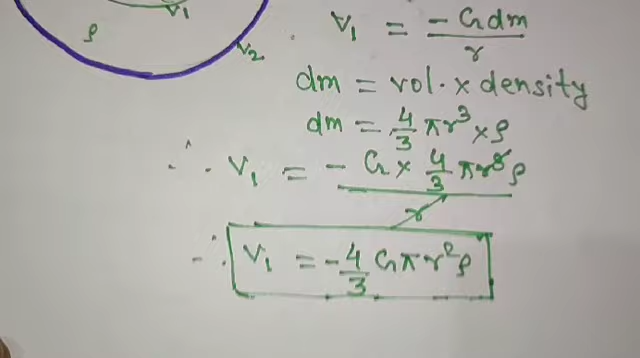 V₁
ρ
V₂
∴ V₁ = -Gdm/r
dm = vol. x density
dm = 4/3 πr³ x ρ
∴ V₁ = -G x 4/3 πr³ρ / r
∴ V₁ = -4/3 Gπr²ρ